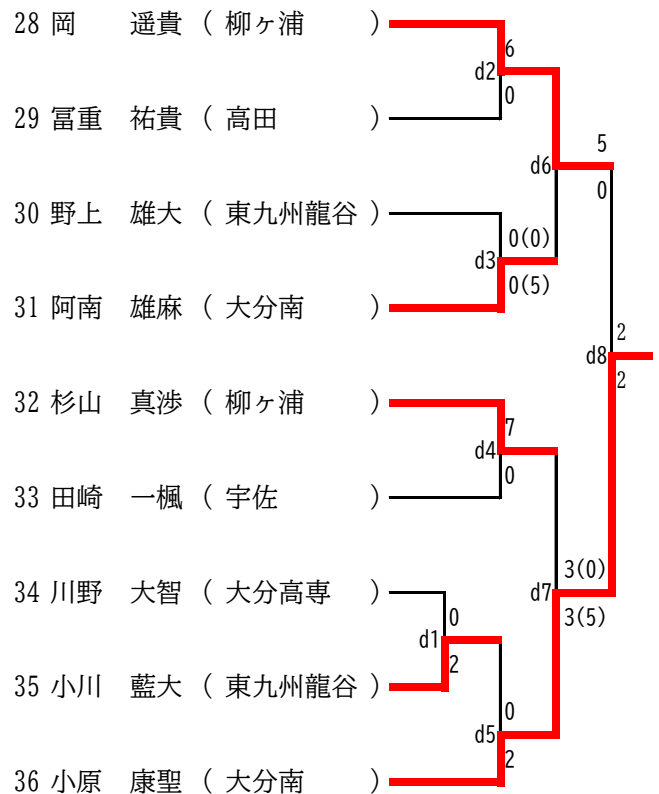 28 岡　　遥貴 ( 柳ヶ浦 )
6
d2
0
29 冨重　祐貴 ( 高田 )
5
d6
0
30 野上　雄大 ( 東九州龍谷 )
0(0)
d3
0(5)
31 阿南　雄麻 ( 大分南 )
2
d8
2
32 杉山　真渉 ( 柳ヶ浦 )
7
d4
0
33 田崎　一楓 ( 宇佐 )
3(0)
d7
3(5)
34 川野　大智 ( 大分高専 )
0
d1
2
35 小川　藍大 ( 東九州龍谷 )
0
d5
2
36 小原　康聖 ( 大分南 )